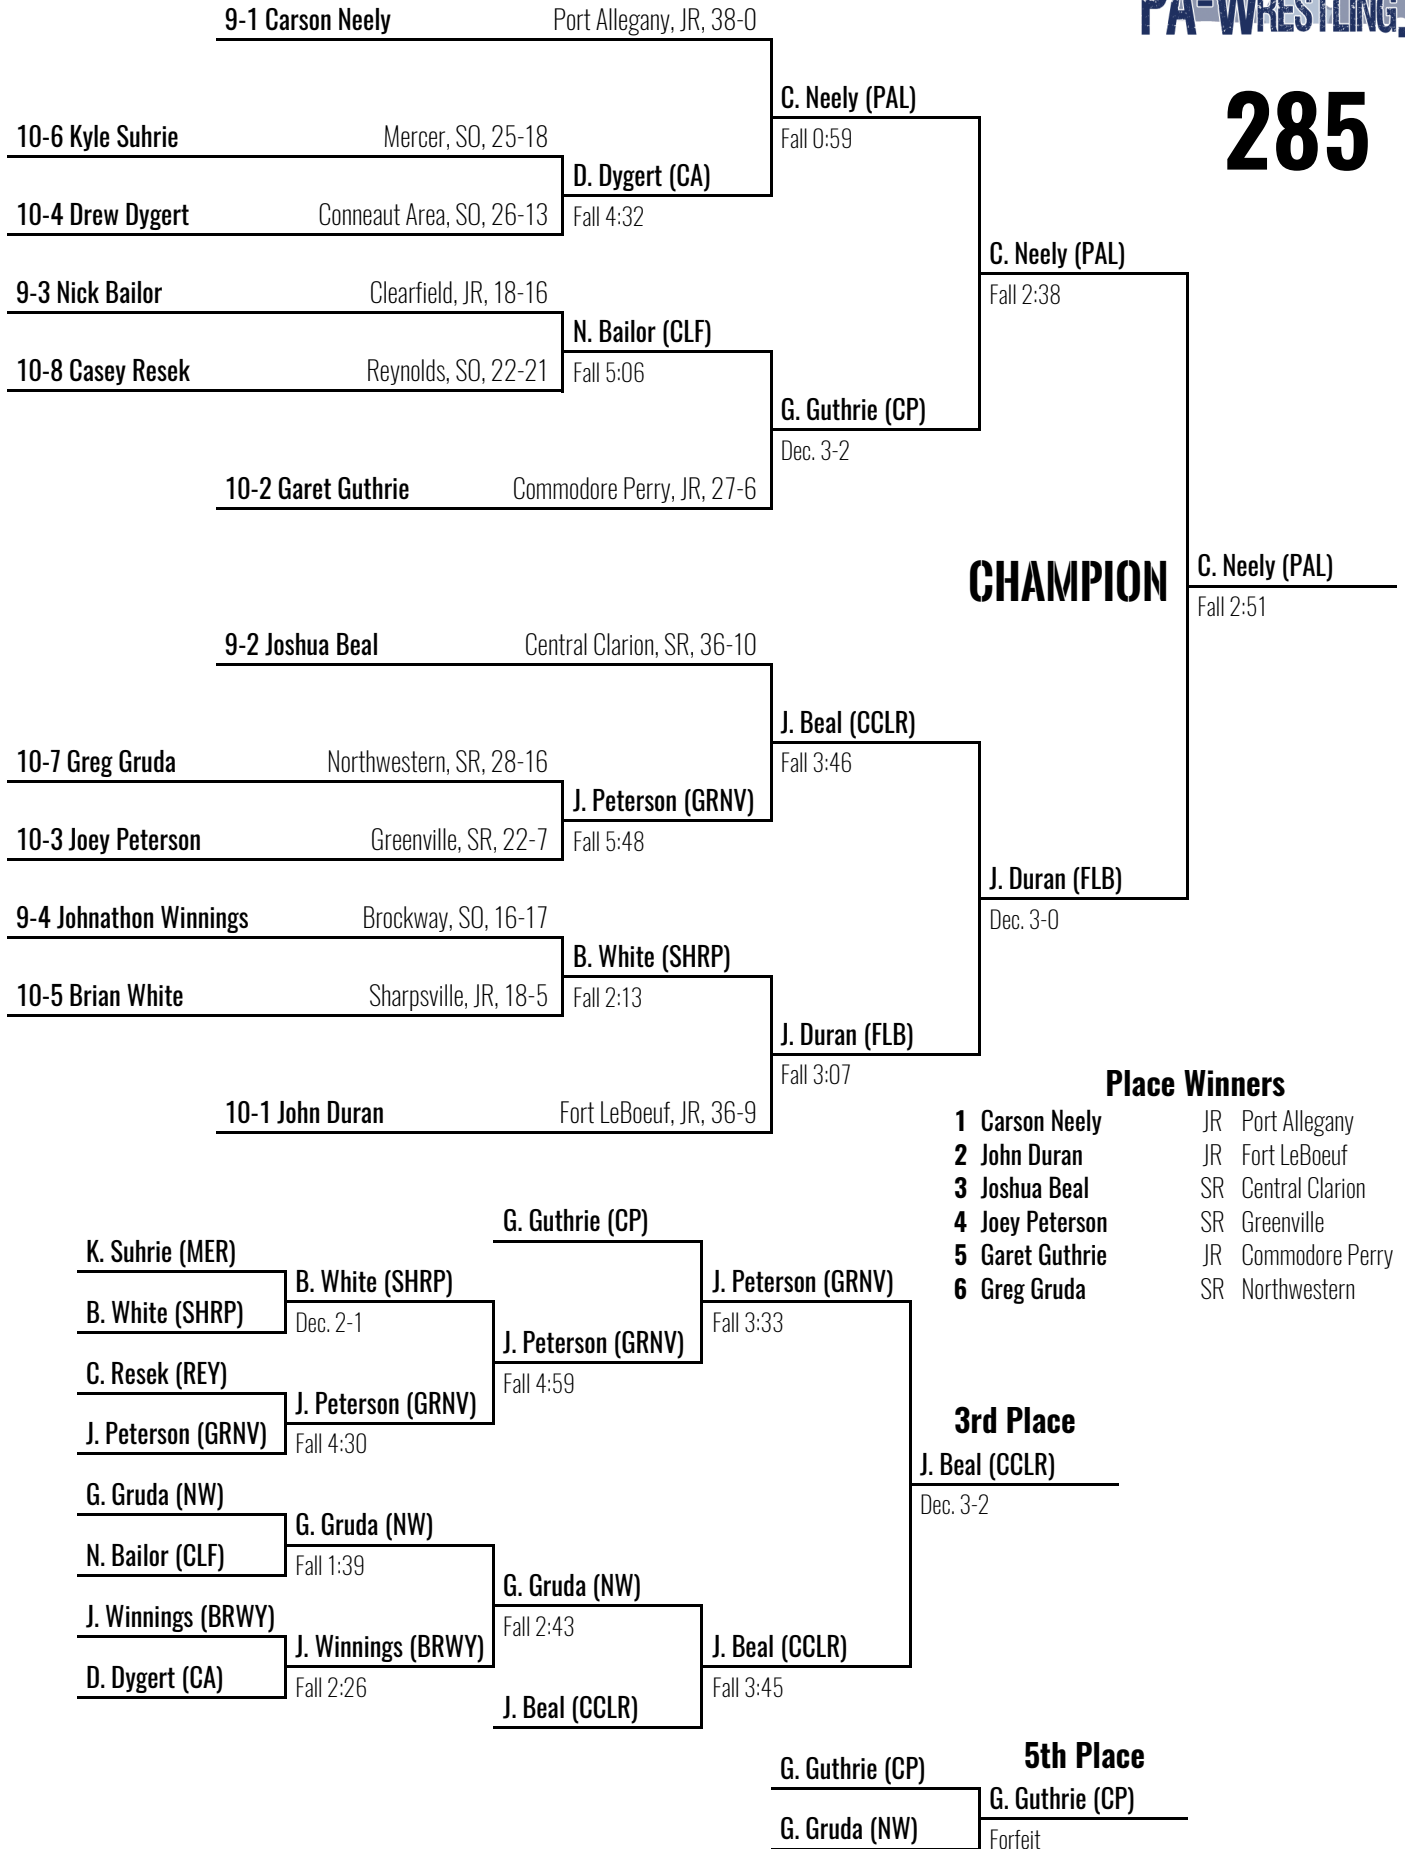 PA-WRESTLING.
285
9-1 Carson Neely Port Allegany, JR, 38-0
C. Neely (PAL)
Fall 0:59
10-6 Kyle Suhrie Mercer, SO, 25-18
D. Dygert (CA)
Fall 4:32
10-4 Drew Dygert Conneaut Area, SO, 26-13
C. Neely (PAL)
Fall 2:38
9-3 Nick Bailor Clearfield, JR, 18-16
N. Bailor (CLF)
Fall 5:06
10-8 Casey Resek Reynolds, SO, 22-21
G. Guthrie (CP)
Dec. 3-2
10-2 Garet Guthrie Commodore Perry, JR, 27-6
CHAMPION
C. Neely (PAL)
Fall 2:51
9-2 Joshua Beal Central Clarion, SR, 36-10
J. Beal (CCLR)
Fall 3:46
10-7 Greg Gruda Northwestern, SR, 28-16
J. Peterson (GRNV)
Fall 5:48
10-3 Joey Peterson Greenville, SR, 22-7
J. Duran (FLB)
Dec. 3-0
9-4 Johnathon Winnings Brockway, SO, 16-17
B. White (SHRP)
Fall 2:13
10-5 Brian White Sharpsville, JR, 18-5
J. Duran (FLB)
Fall 3:07
10-1 John Duran Fort LeBoeuf, JR, 36-9
Place Winners
1 Carson Neely JR Port Allegany
2 John Duran JR Fort LeBoeuf
3 Joshua Beal SR Central Clarion
4 Joey Peterson SR Greenville
5 Garet Guthrie JR Commodore Perry
6 Greg Gruda SR Northwestern
G. Guthrie (CP)
K. Suhrie (MER)
B. White (SHRP)
Dec. 2-1
B. White (SHRP)
J. Peterson (GRNV)
Fall 3:33
J. Peterson (GRNV)
Fall 4:59
C. Resek (REY)
J. Peterson (GRNV)
Fall 4:30
J. Peterson (GRNV)
3rd Place
J. Beal (CCLR)
Dec. 3-2
G. Gruda (NW)
G. Gruda (NW)
Fall 1:39
N. Bailor (CLF)
G. Gruda (NW)
Fall 2:43
J. Winnings (BRWY)
J. Winnings (BRWY)
Fall 2:26
D. Dygert (CA)
J. Beal (CCLR)
Fall 3:45
J. Beal (CCLR)
5th Place
G. Guthrie (CP)
G. Guthrie (CP)
Forfeit
G. Gruda (NW)